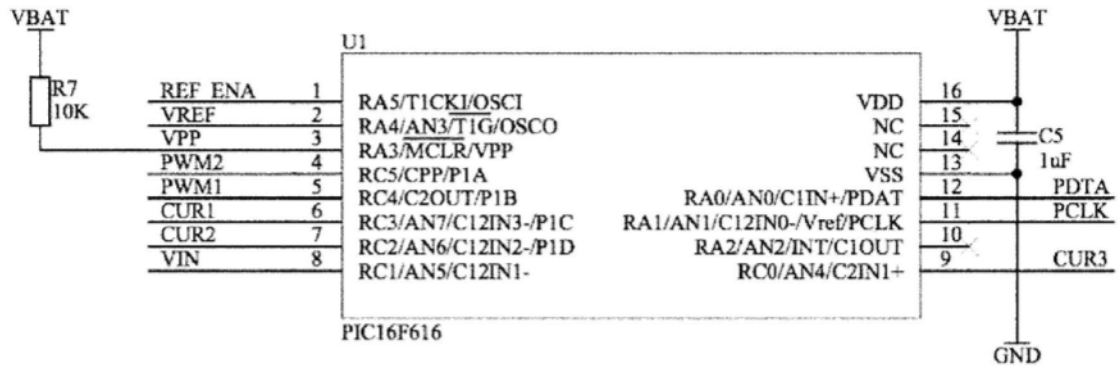 VBAT
VBAT
U1
R7
10K
REF_ENA 1 RA5/T1CKI/OSCI VDD 16
VREF 2 RA4/AN3/T1G/OSCO NC 15
VPP 3 RA3/MCLR/VPP NC 14
PWM2 4 RC5/CPP/P1A VSS 13
C5
1uF
PWM1 5 RC4/C2OUT/P1B RA0/AN0/C1IN+/PDAT 12 PDTA
CUR1 6 RC3/AN7/C12IN3-/P1C RA1/AN1/C12IN0-/Vref/PCLK 11 PCLK
CUR2 7 RC2/AN6/C12IN2-/P1D RA2/AN2/INT/C1OUT 10
VIN 8 RC1/AN5/C12IN1- RC0/AN4/C2IN1+ 9 CUR3
PIC16F616
GND